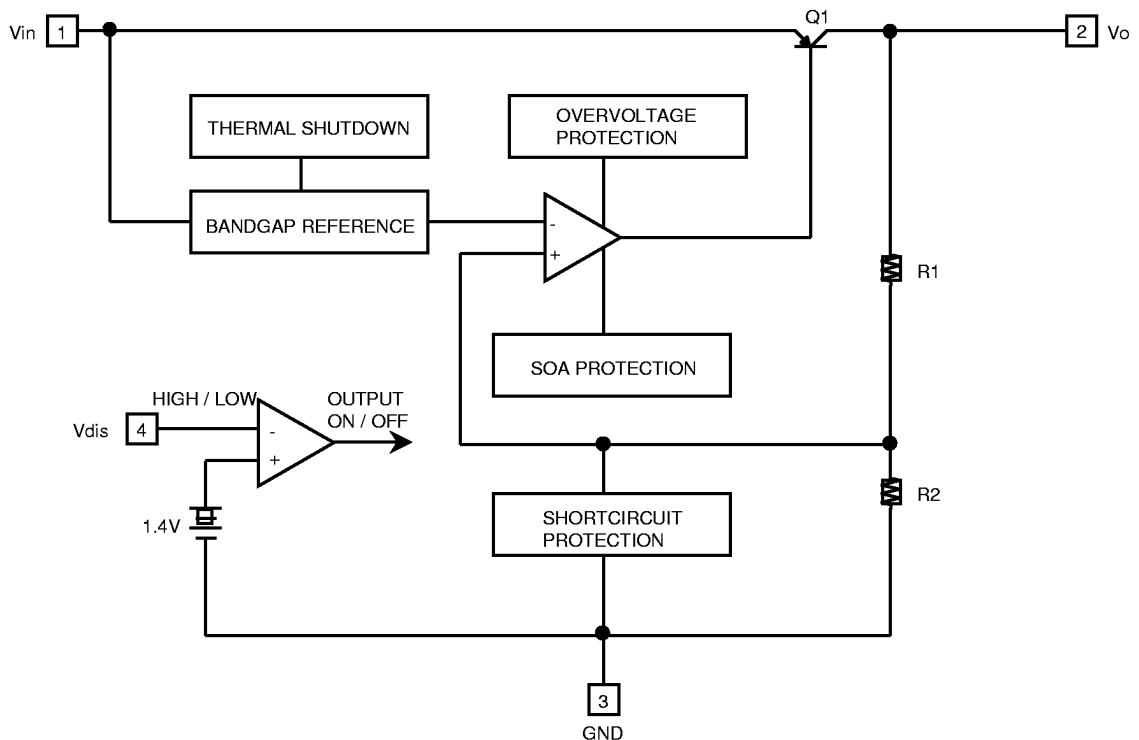 Q1
Vin 1
2 Vo
THERMAL SHUTDOWN
OVERVOLTAGE
PROTECTION
BANDGAP REFERENCE
-
+
R1
SOA PROTECTION
HIGH / LOW
OUTPUT
ON / OFF
Vdis 4
-
+
1.4V
SHORTCIRCUIT
PROTECTION
R2
3
GND